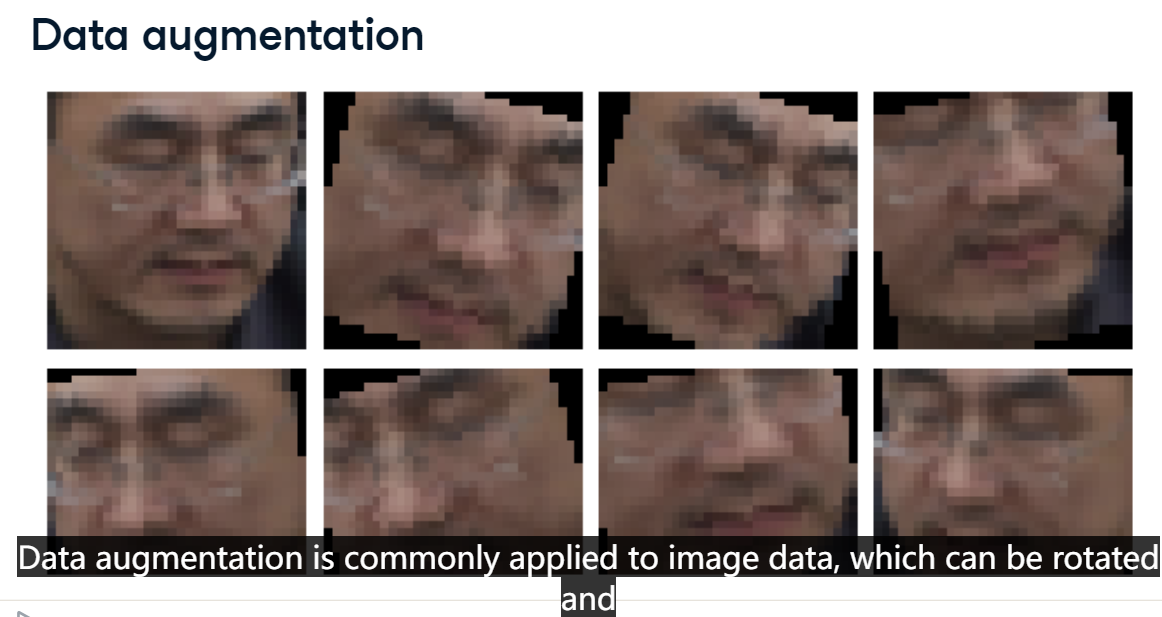 Data augmentation
Data augmentation is commonly applied to image data, which can be rotated
and